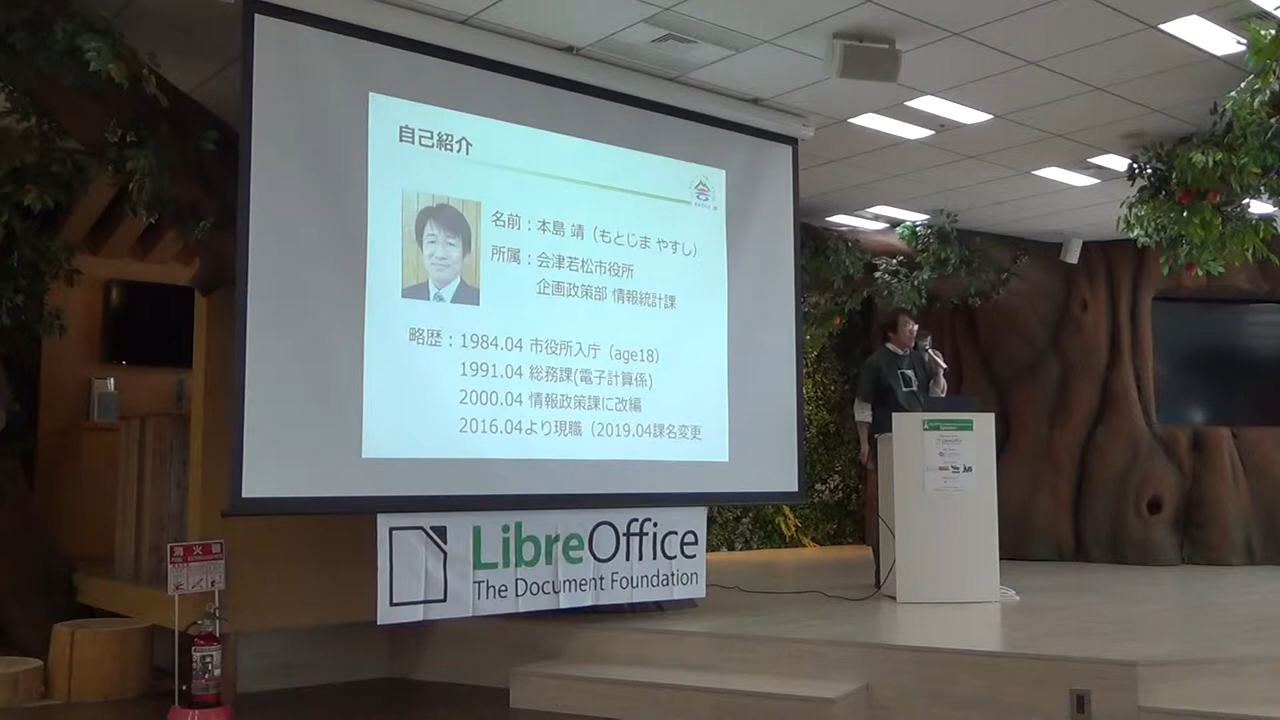 自己紹介
名前：本島 靖（もとじま やすし）
所属：会津若松市役所
企画政策部 情報統計課
略歴：1984.04 市役所入庁（age18）
1991.04 総務課(電子計算係)
2000.04 情報政策課に改編
2016.04より現職（2019.04課名変更
LibreOffice
The Document Foundation
消火器